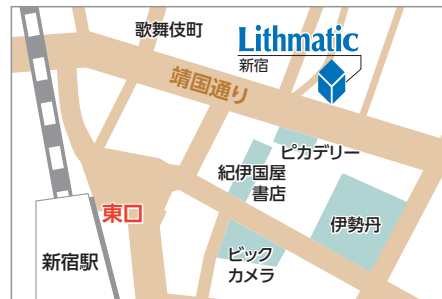 歌舞伎町
Lithmatic
新宿
靖国通り
ピカデリー
紀伊国屋
書店
東口
伊勢丹
新宿駅
ビック
カメラ